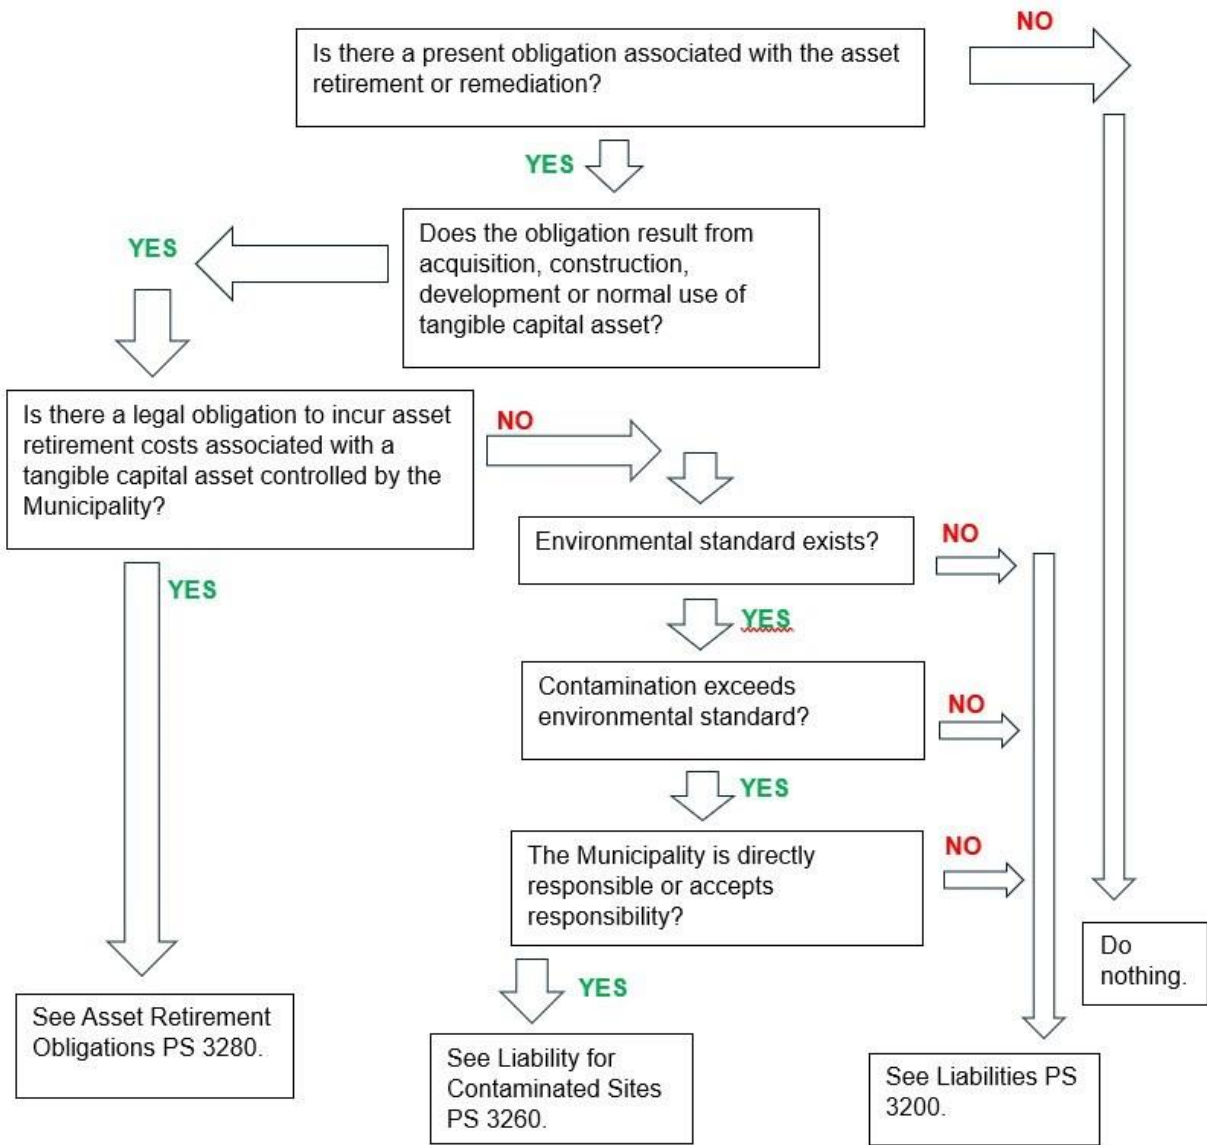 NO
Is there a present obligation associated with the asset
retirement or remediation?
YES
Does the obligation result from
acquisition, construction,
development or normal use of
tangible capital asset?
YES
Is there a legal obligation to incur asset
retirement costs associated with a
tangible capital asset controlled by the
Municipality?
NO
YES
Environmental standard exists?
NO
YES
Contamination exceeds
environmental standard?
NO
YES
The Municipality is directly
responsible or accepts
responsibility?
NO
YES
Do
nothing.
See Asset Retirement
Obligations PS 3280.
See Liability for
Contaminated Sites
PS 3260.
See Liabilities PS
3200.